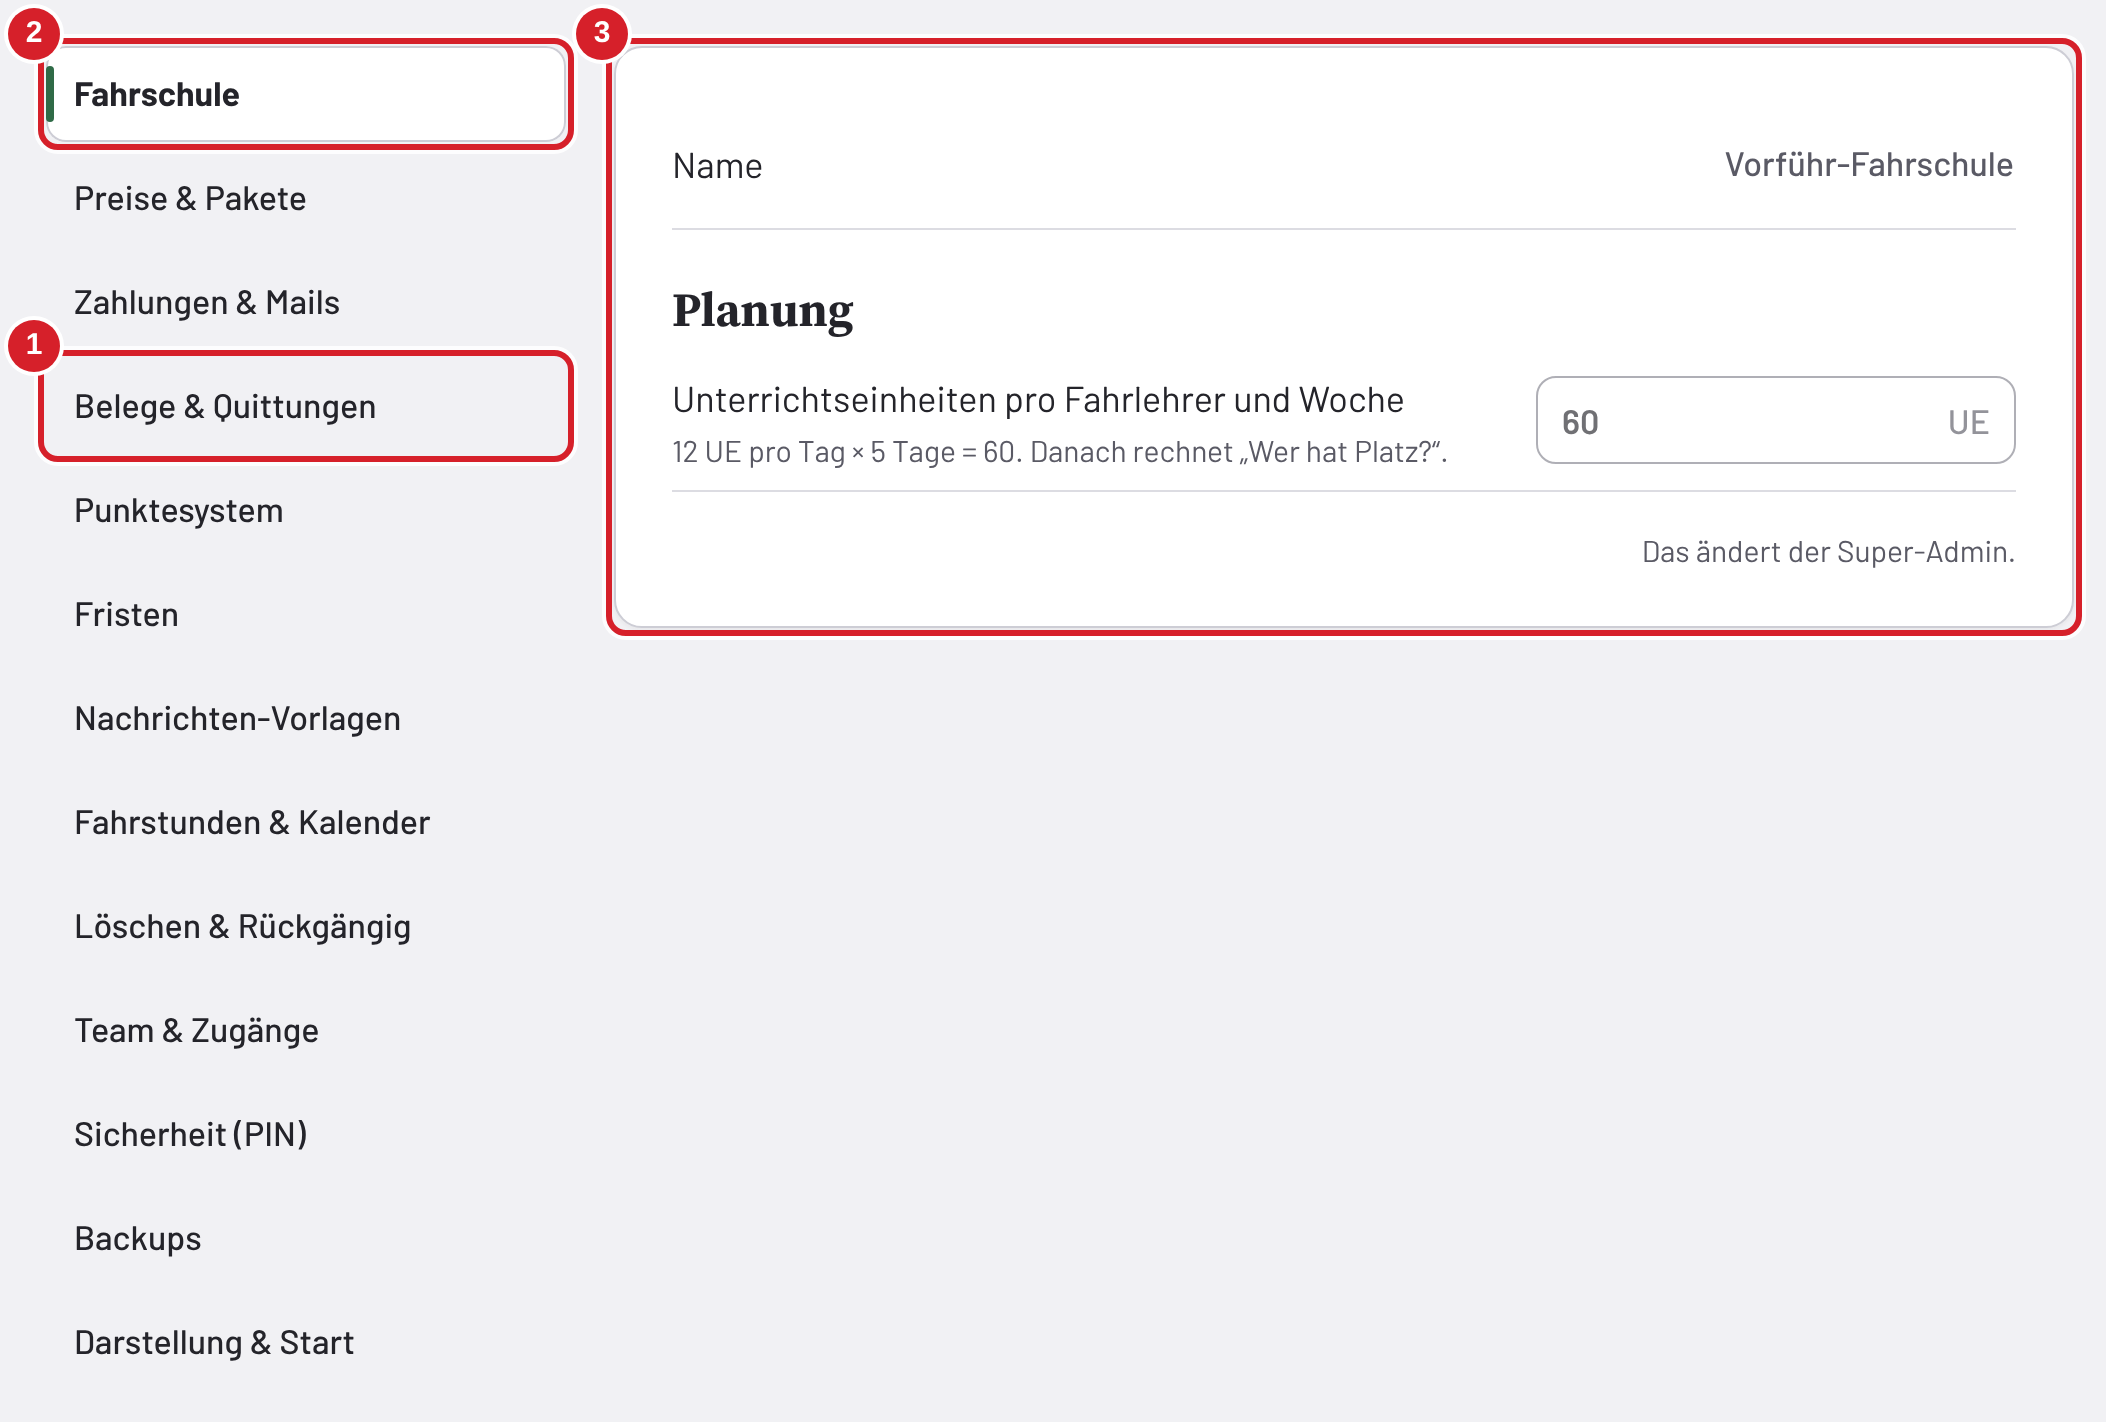 2
Fahrschule
Preise & Pakete
Zahlungen & Mails
1
Belege & Quittungen
Punktesystem
Fristen
Nachrichten-Vorlagen
Fahrstunden & Kalender
Löschen & Rückgängig
Team & Zugänge
Sicherheit (PIN)
Backups
Darstellung & Start
3
Name
Vorführ-Fahrschule
Planung
Unterrichtseinheiten pro Fahrlehrer und Woche
12 UE pro Tag × 5 Tage = 60. Danach rechnet „Wer hat Platz?“.
60 UE
Das ändert der Super-Admin.